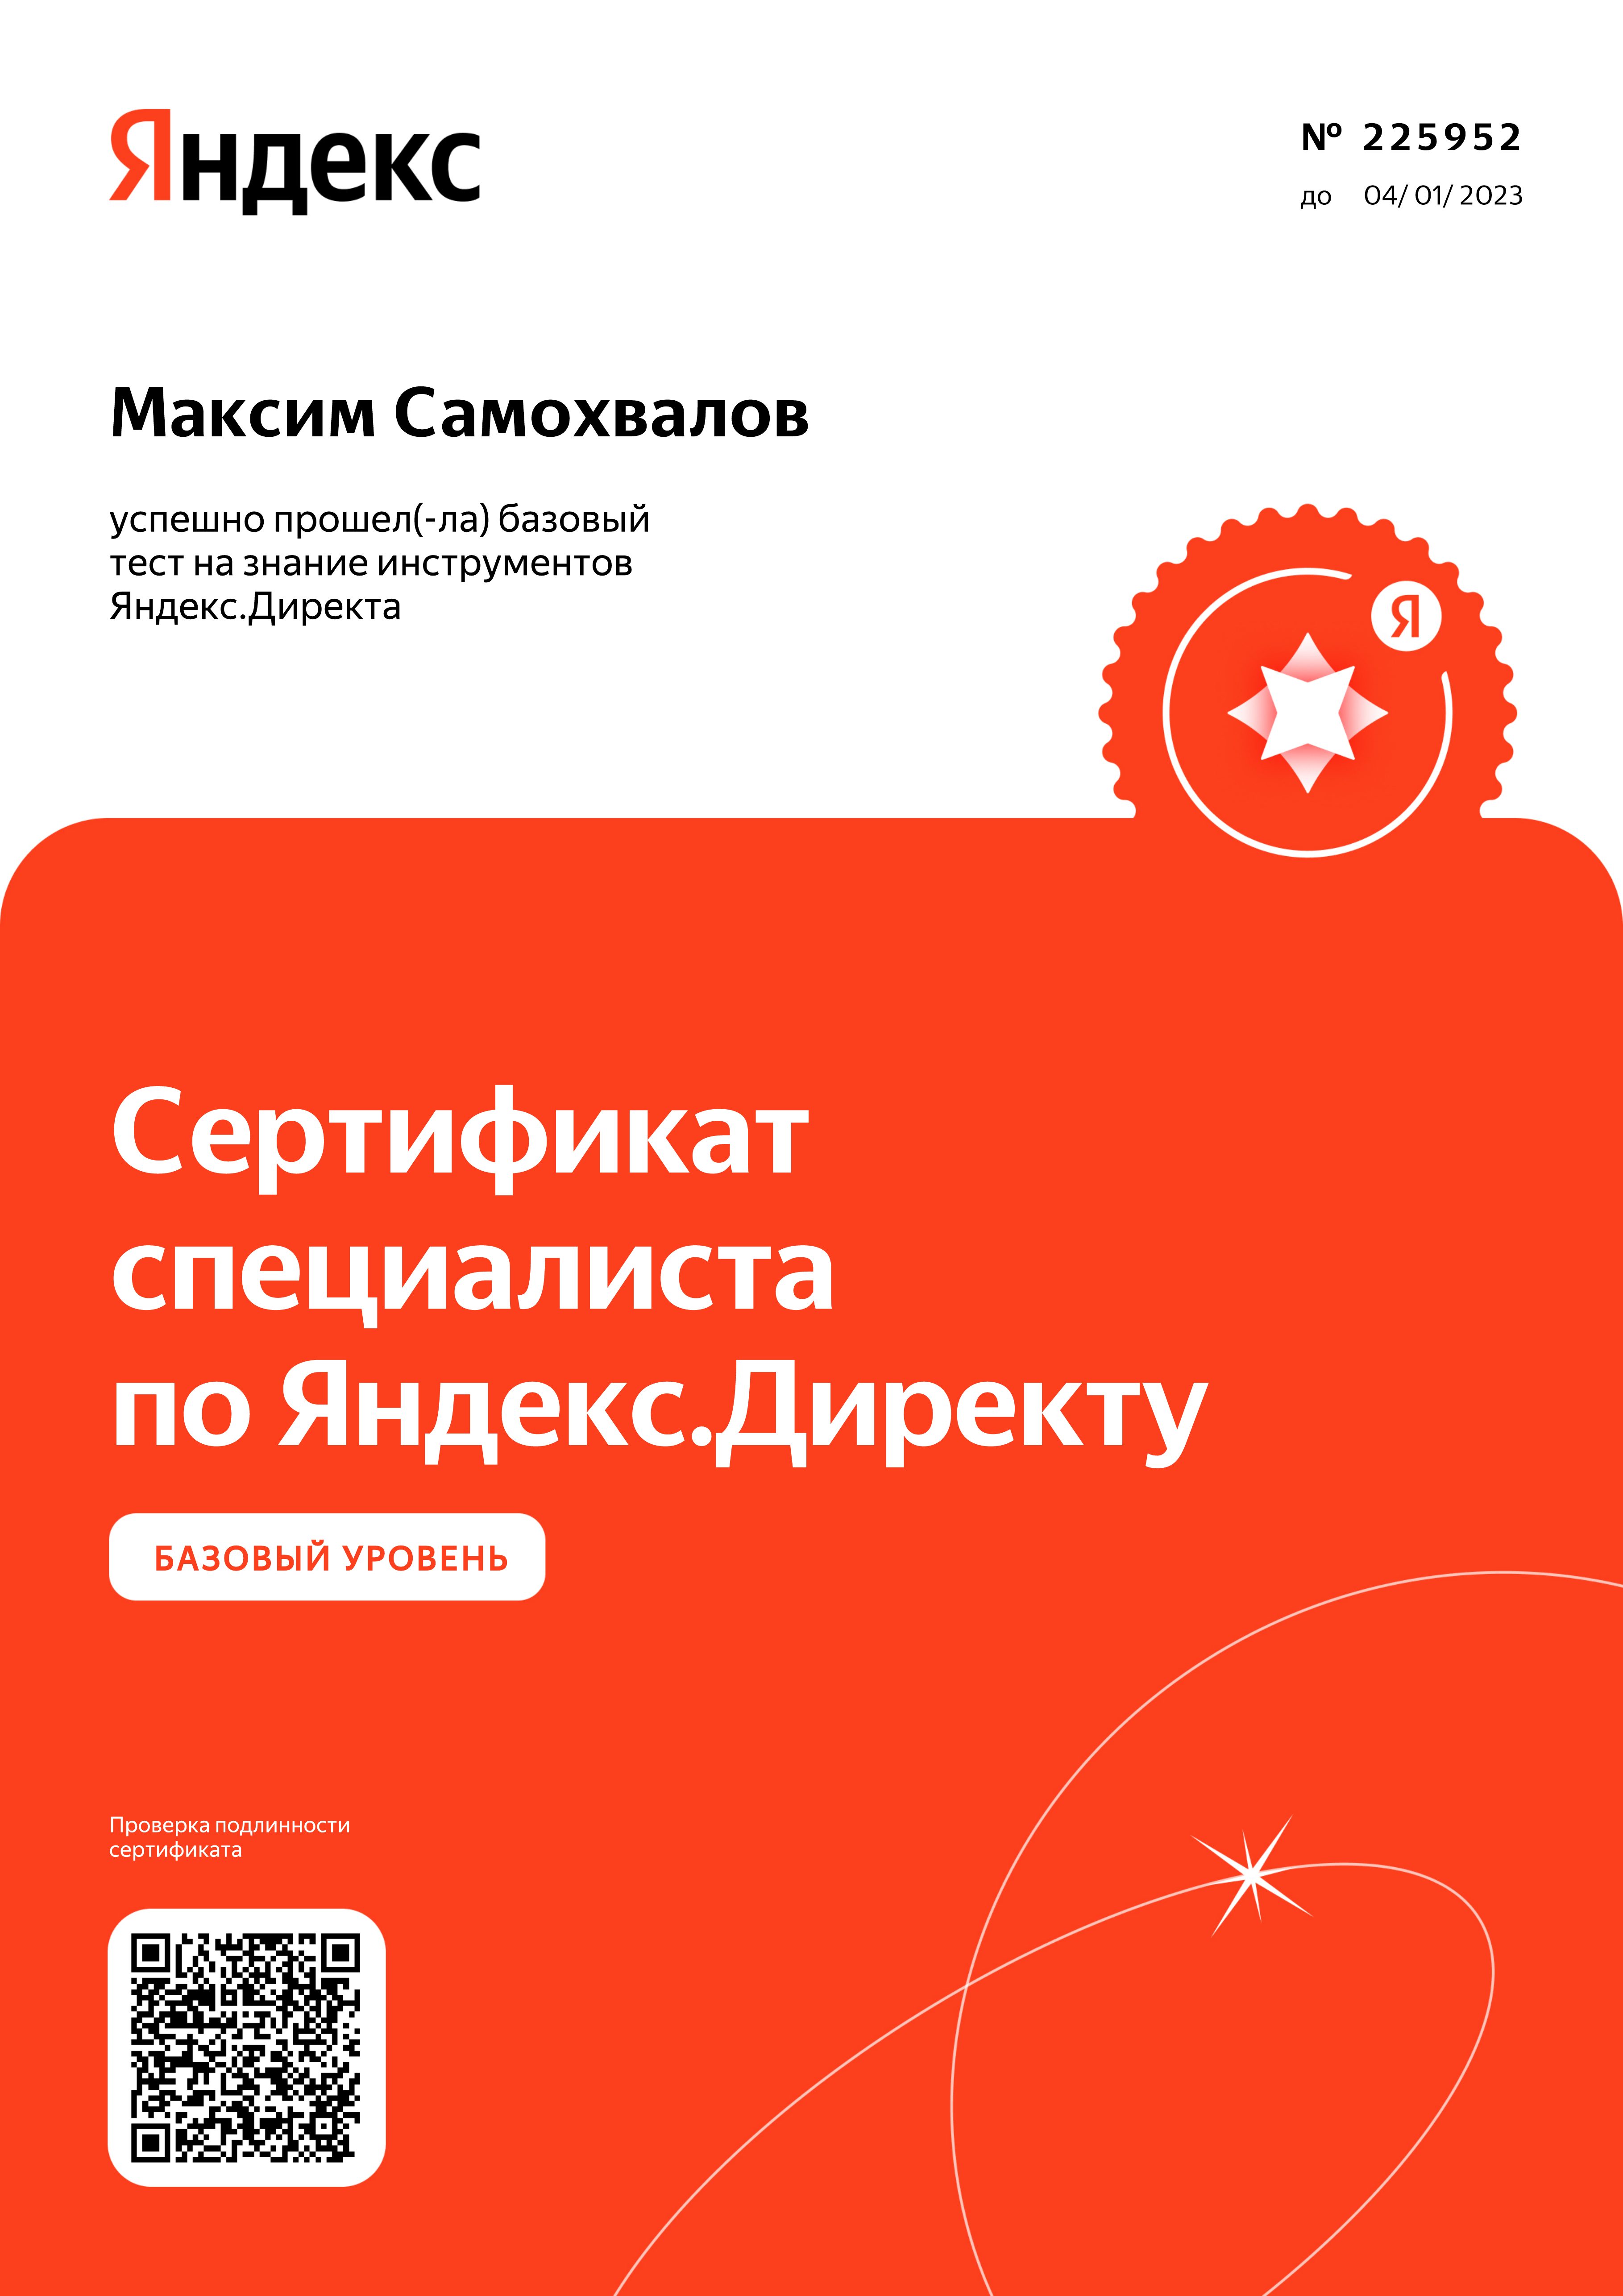 Яндекс
№ 225952
до 04/ 01/ 2023
Максим Самохвалов
успешно прошел(-ла) базовый
тест на знание инструментов
Яндекс.Директа
Я
Сертификат
специалиста
по Яндекс.Директу
БАЗОВЫЙ УРОВЕНЬ
Проверка подлинности
сертификата